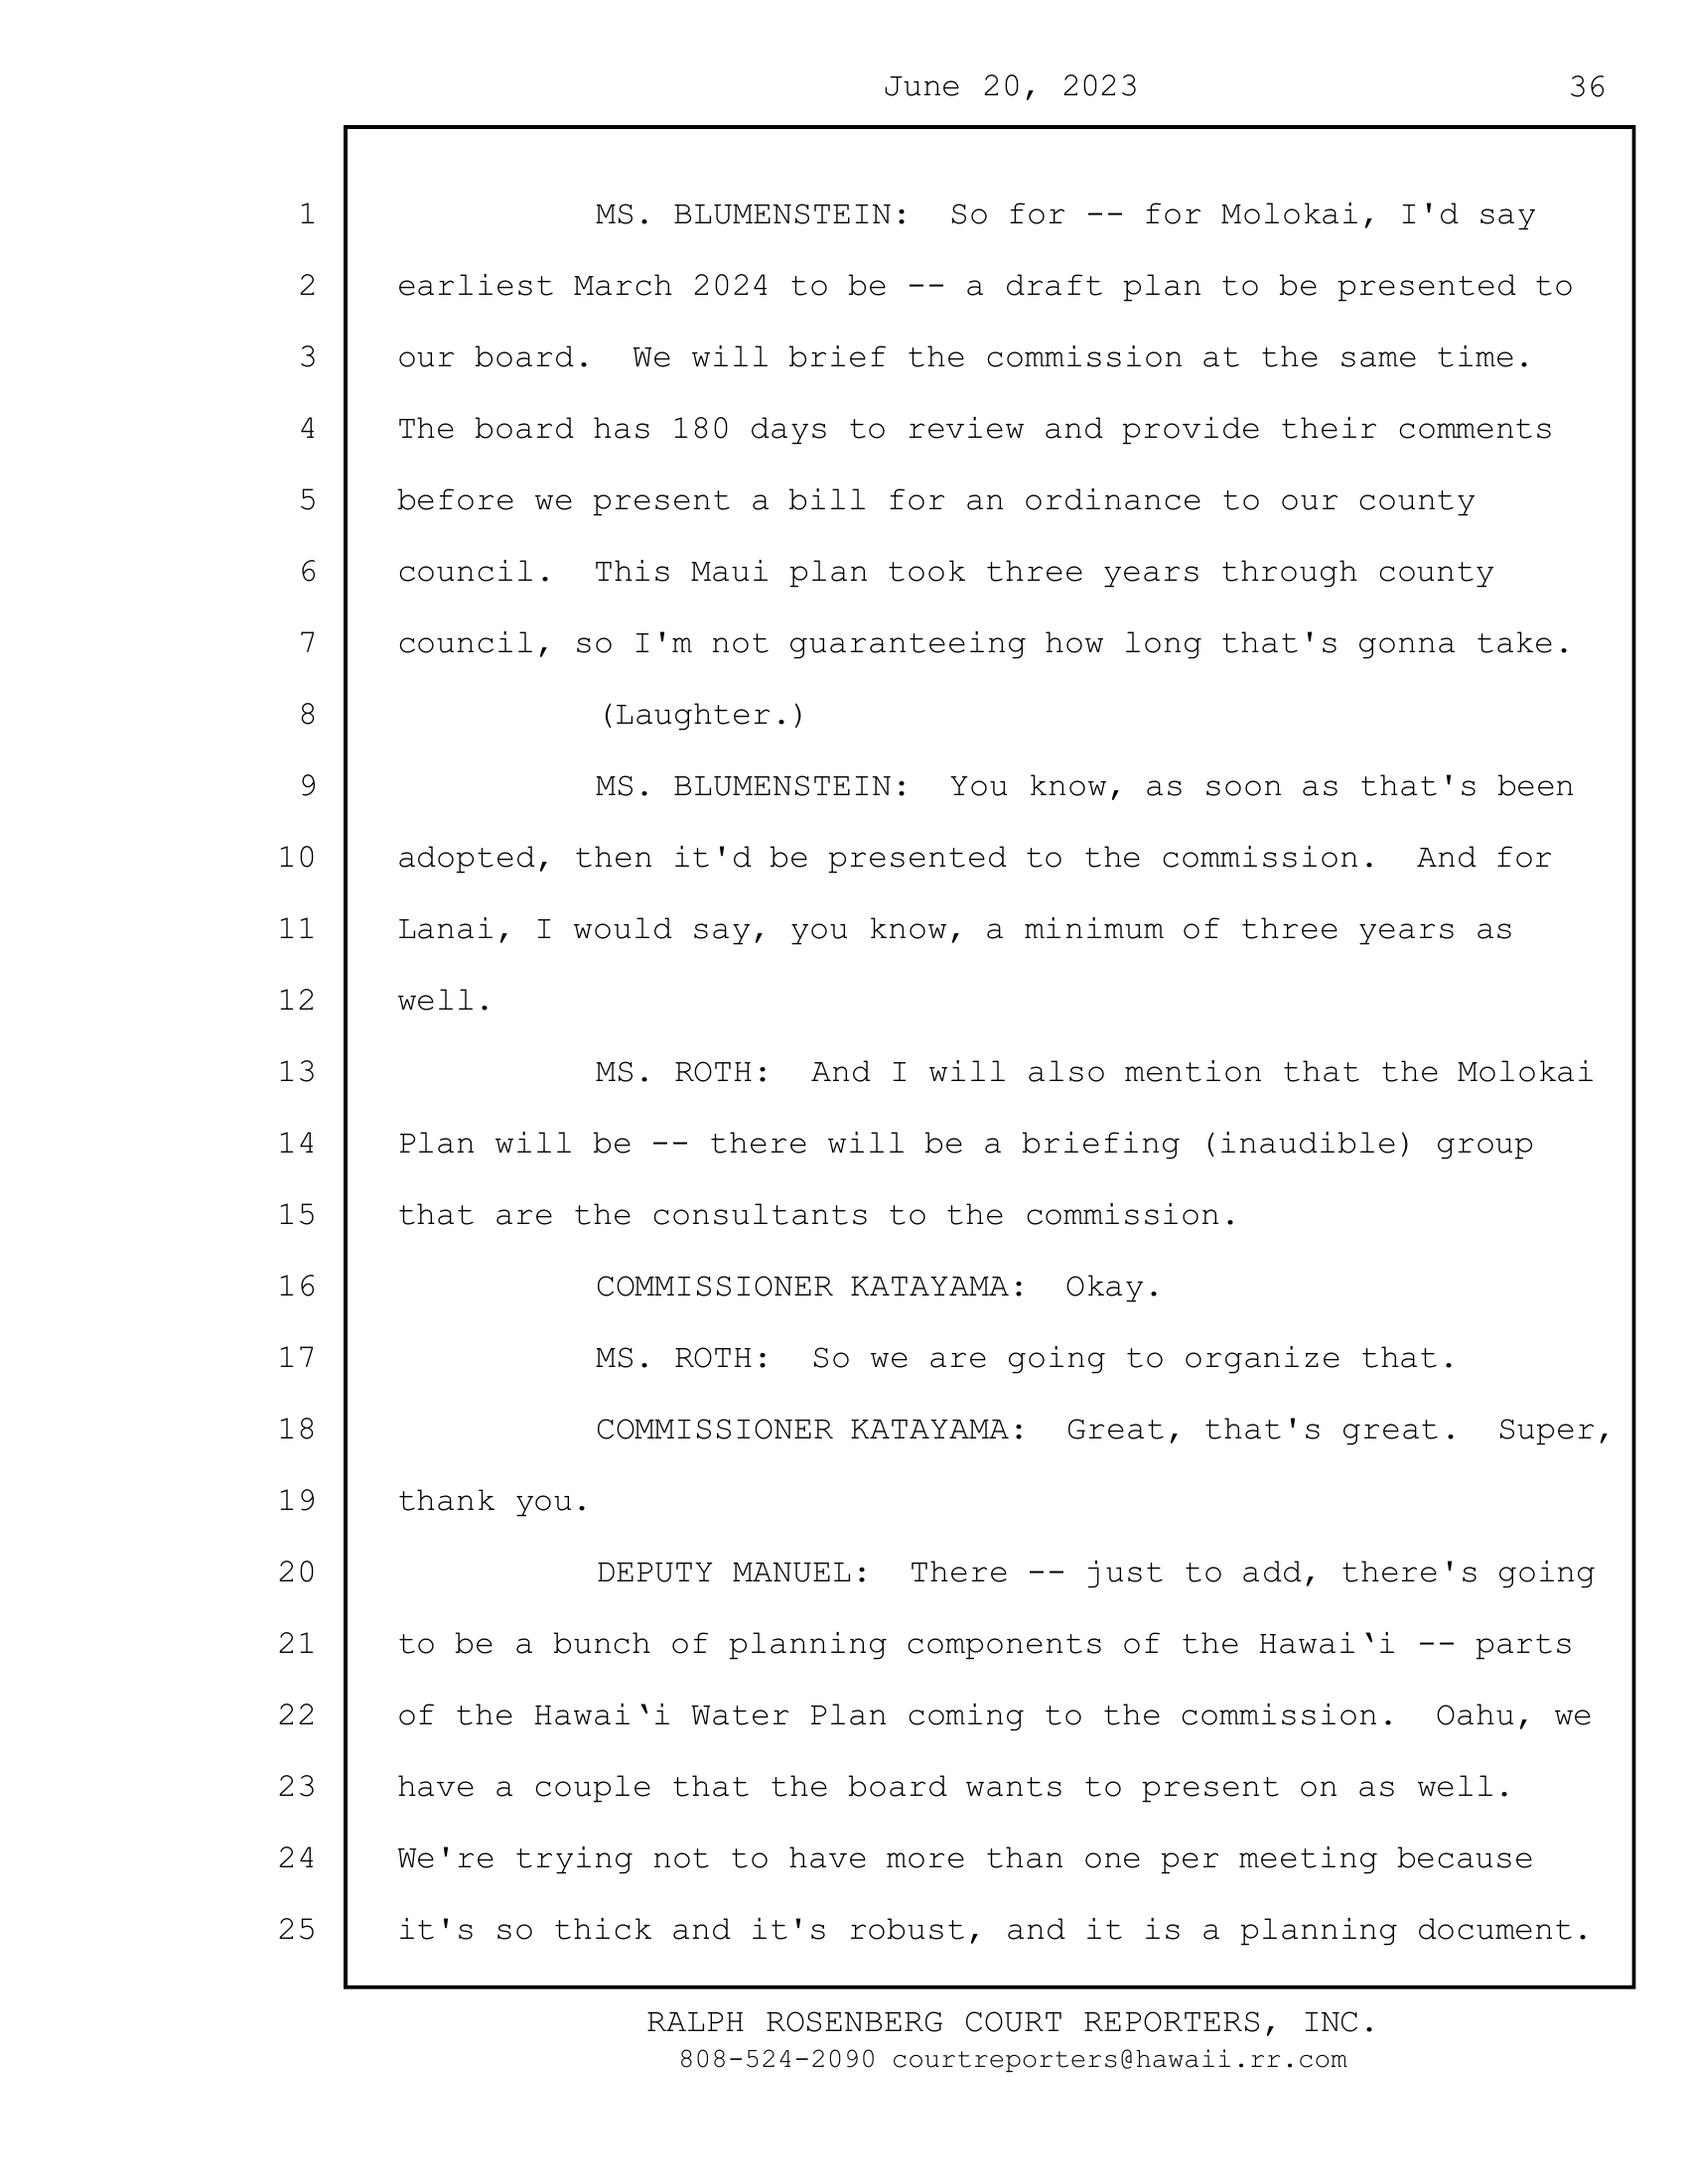 June 20, 2023 36
1 MS. BLUMENSTEIN: So for -- for Molokai, I'd say
2 earliest March 2024 to be -- a draft plan to be presented to
3 our board. We will brief the commission at the same time.
4 The board has 180 days to review and provide their comments
5 before we present a bill for an ordinance to our county
6 council. This Maui plan took three years through county
7 council, so I'm not guaranteeing how long that's gonna take.
8 (Laughter.)
9 MS. BLUMENSTEIN: You know, as soon as that's been
10 adopted, then it'd be presented to the commission. And for
11 Lanai, I would say, you know, a minimum of three years as
12 well.
13 MS. ROTH: And I will also mention that the Molokai
14 Plan will be -- there will be a briefing (inaudible) group
15 that are the consultants to the commission.
16 COMMISSIONER KATAYAMA: Okay.
17 MS. ROTH: So we are going to organize that.
18 COMMISSIONER KATAYAMA: Great, that's great. Super,
19 thank you.
20 DEPUTY MANUEL: There -- just to add, there's going
21 to be a bunch of planning components of the Hawai‘i -- parts
22 of the Hawai‘i Water Plan coming to the commission. Oahu, we
23 have a couple that the board wants to present on as well.
24 We're trying not to have more than one per meeting because
25 it's so thick and it's robust, and it is a planning document.
RALPH ROSENBERG COURT REPORTERS, INC.
808-524-2090 courtreporters@hawaii.rr.com